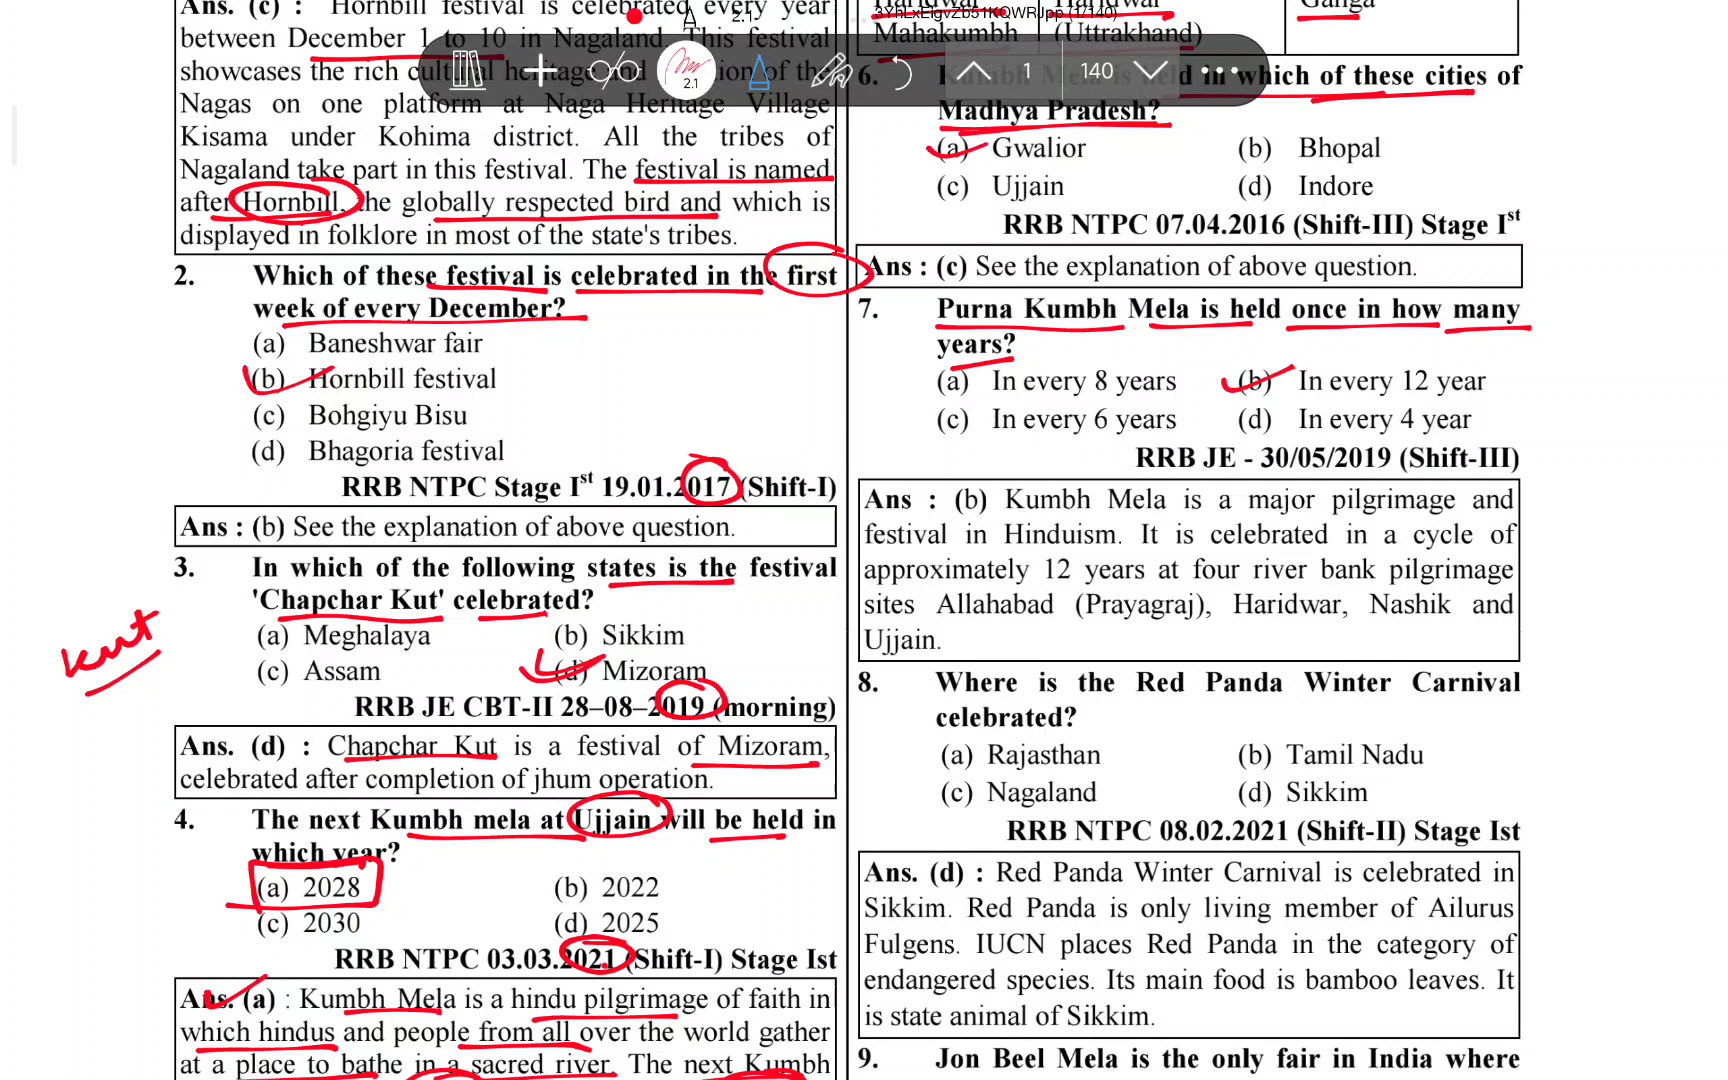 Ans. (c) : Hornbill festival is celebrated every year
between December 1 to 10 in Nagaland. This festival
showcases the rich cultural heritage and ion of the
Nagas on one platform at Naga Heritage Village
Kisama under Kohima district. All the tribes of
Nagaland take part in this festival. The festival is named
after Hornbill, the globally respected bird and which is
displayed in folklore in most of the state's tribes.
2. Which of these festival is celebrated in the first
week of every December?
(a) Baneshwar fair
(b) Hornbill festival
(c) Bohgiyu Bisu
(d) Bhagoria festival
RRB NTPC Stage Ist 19.01.2017 (Shift-I)
Ans : (b) See the explanation of above question.
3. In which of the following states is the festival
'Chapchar Kut' celebrated?
(a) Meghalaya (b) Sikkim
(c) Assam (d) Mizoram
RRB JE CBT-II 28–08–2019 (morning)
Ans. (d) : Chapchar Kut is a festival of Mizoram,
celebrated after completion of jhum operation.
kut
4. The next Kumbh mela at Ujjain will be held in
which year?
(a) 2028 (b) 2022
(c) 2030 (d) 2025
RRB NTPC 03.03.2021 (Shift-I) Stage Ist
Ans. (a) : Kumbh Mela is a hindu pilgrimage of faith in
which hindus and people from all over the world gather
at a place to bathe in a sacred river. The next Kumbh
2.1
2.1
1 140
Haridwar Haridwar Ganga
Mahakumbh (Uttrakhand)
6. Kumbh Mela is held in which of these cities of
Madhya Pradesh?
(a) Gwalior (b) Bhopal
(c) Ujjain (d) Indore
RRB NTPC 07.04.2016 (Shift-III) Stage Ist
Ans : (c) See the explanation of above question.
7. Purna Kumbh Mela is held once in how many
years?
(a) In every 8 years (b) In every 12 year
(c) In every 6 years (d) In every 4 year
RRB JE - 30/05/2019 (Shift-III)
Ans : (b) Kumbh Mela is a major pilgrimage and
festival in Hinduism. It is celebrated in a cycle of
approximately 12 years at four river bank pilgrimage
sites Allahabad (Prayagraj), Haridwar, Nashik and
Ujjain.
8. Where is the Red Panda Winter Carnival
celebrated?
(a) Rajasthan (b) Tamil Nadu
(c) Nagaland (d) Sikkim
RRB NTPC 08.02.2021 (Shift-II) Stage Ist
Ans. (d) : Red Panda Winter Carnival is celebrated in
Sikkim. Red Panda is only living member of Ailurus
Fulgens. IUCN places Red Panda in the category of
endangered species. Its main food is bamboo leaves. It
is state animal of Sikkim.
9. Jon Beel Mela is the only fair in India where